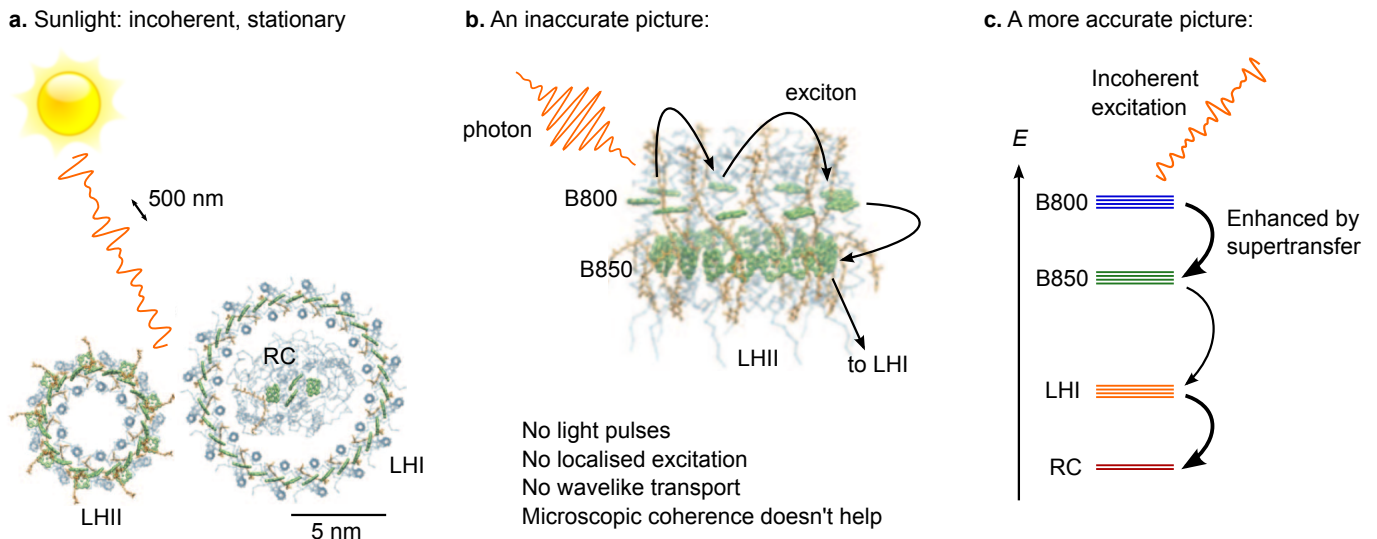 a. Sunlight: incoherent, stationary
500 nm
RC
LHI
LHII
5 nm
b. An inaccurate picture:
photon
exciton
B800
B850
LHII
to LHI
No light pulses
No localised excitation
No wavelike transport
Microscopic coherence doesn't help
c. A more accurate picture:
Incoherent
excitation
E
B800
Enhanced by
supertransfer
B850
LHI
RC